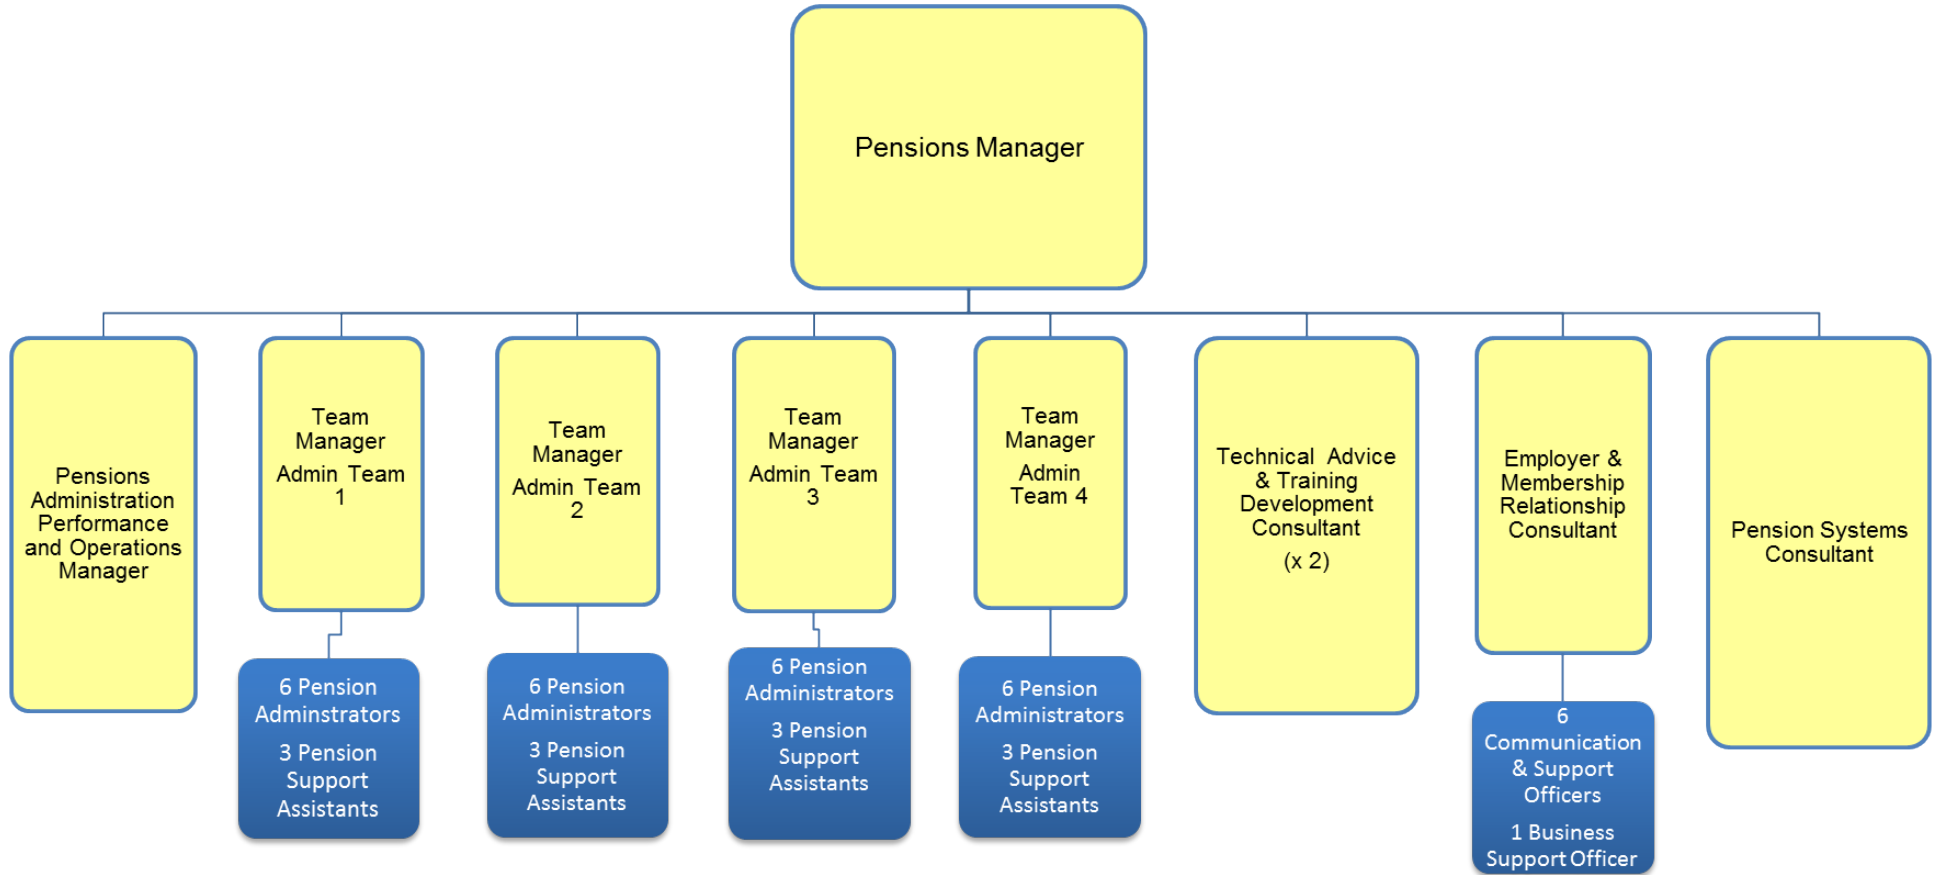 Pensions Manager
Pensions
Administration
Performance
and Operations
Manager
Team
Manager
Admin Team
1
Team
Manager
Admin Team
2
Team
Manager
Admin Team
3
Team
Manager
Admin
Team 4
Technical Advice
& Training
Development
Consultant
(x 2)
Employer &
Membership
Relationship
Consultant
Pension Systems
Consultant
6 Pension
Adminstrators
3 Pension
Support
Assistants
6 Pension
Administrators
3 Pension
Support
Assistants
6 Pension
Administrators
3 Pension
Support
Assistants
6 Pension
Administrators
3 Pension
Support
Assistants
6
Communication
& Support
Officers
1 Business
Support Officer